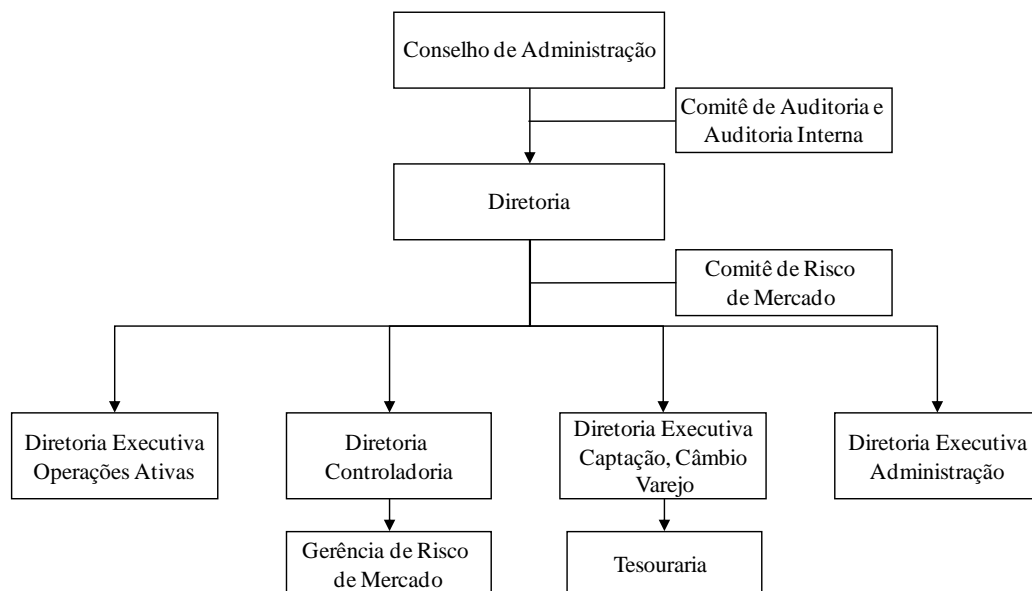 Conselho de Administração
Comitê de Auditoria e
Auditoria Interna
Diretoria
Comitê de Risco
de Mercado
Diretoria Executiva
Operações Ativas
Diretoria
Controladoria
Diretoria Executiva
Captação, Câmbio
Varejo
Diretoria Executiva
Administração
Gerência de Risco
de Mercado
Tesouraria